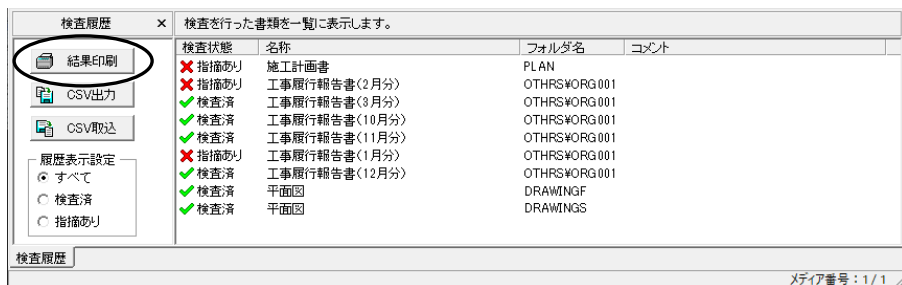 検査履歴 × 検査を行った書類を一覧に表示します。
検査状態 名称 フォルダ名 コメント
結果印刷
CSV出力
CSV取込
履歴表示設定
すべて
検査済
指摘あり
指摘あり 施工計画書 PLAN
指摘あり 工事履行報告書(2月分) OTHRS¥ORG001
検査済 工事履行報告書(3月分) OTHRS¥ORG001
検査済 工事履行報告書(10月分) OTHRS¥ORG001
検査済 工事履行報告書(11月分) OTHRS¥ORG001
指摘あり 工事履行報告書(1月分) OTHRS¥ORG001
検査済 工事履行報告書(12月分) OTHRS¥ORG001
検査済 平面図 DRAWINGF
検査済 平面図 DRAWINGS
検査履歴
メディア番号:1/1